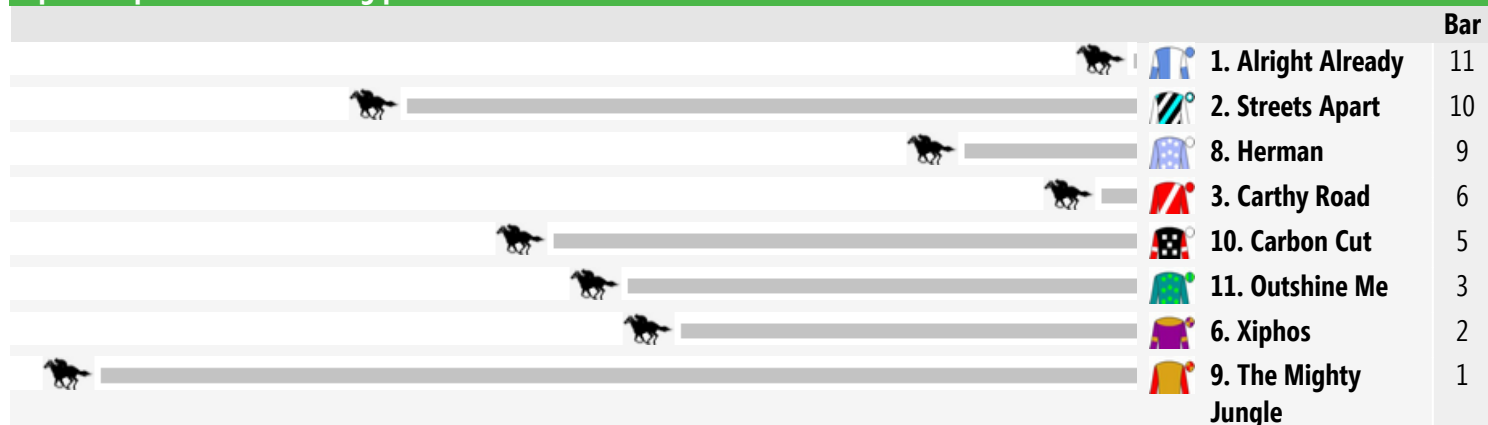 Bar
1. Alright Already 11
2. Streets Apart 10
8. Herman 9
3. Carthy Road 6
10. Carbon Cut 5
11. Outshine Me 3
6. Xiphos 2
9. The Mighty 1
Jungle